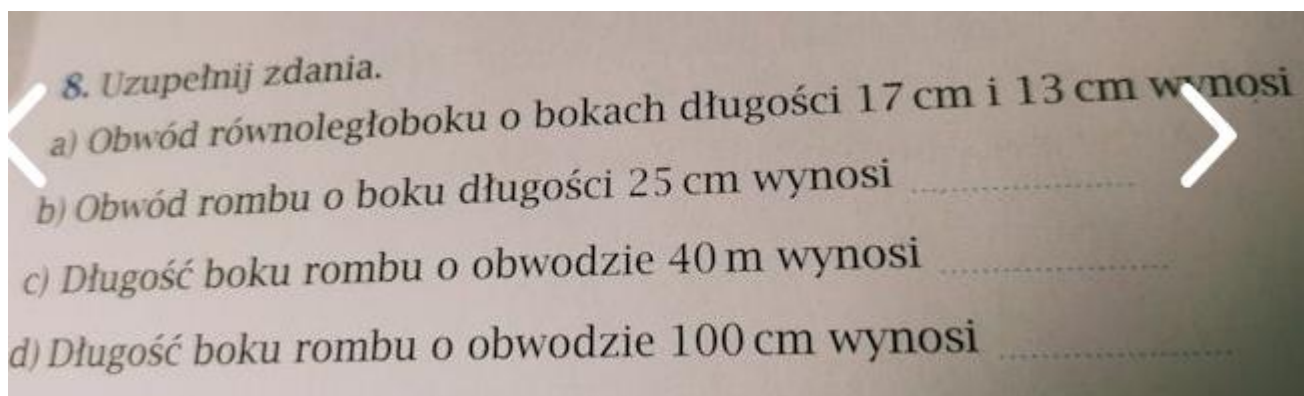 8. Uzupełnij zdania.
a) Obwód równoległoboku o bokach długości 17 cm i 13 cm wynosi
b) Obwód rombu o boku długości 25 cm wynosi ....................
c) Długość boku rombu o obwodzie 40 m wynosi ....................
d) Długość boku rombu o obwodzie 100 cm wynosi ....................